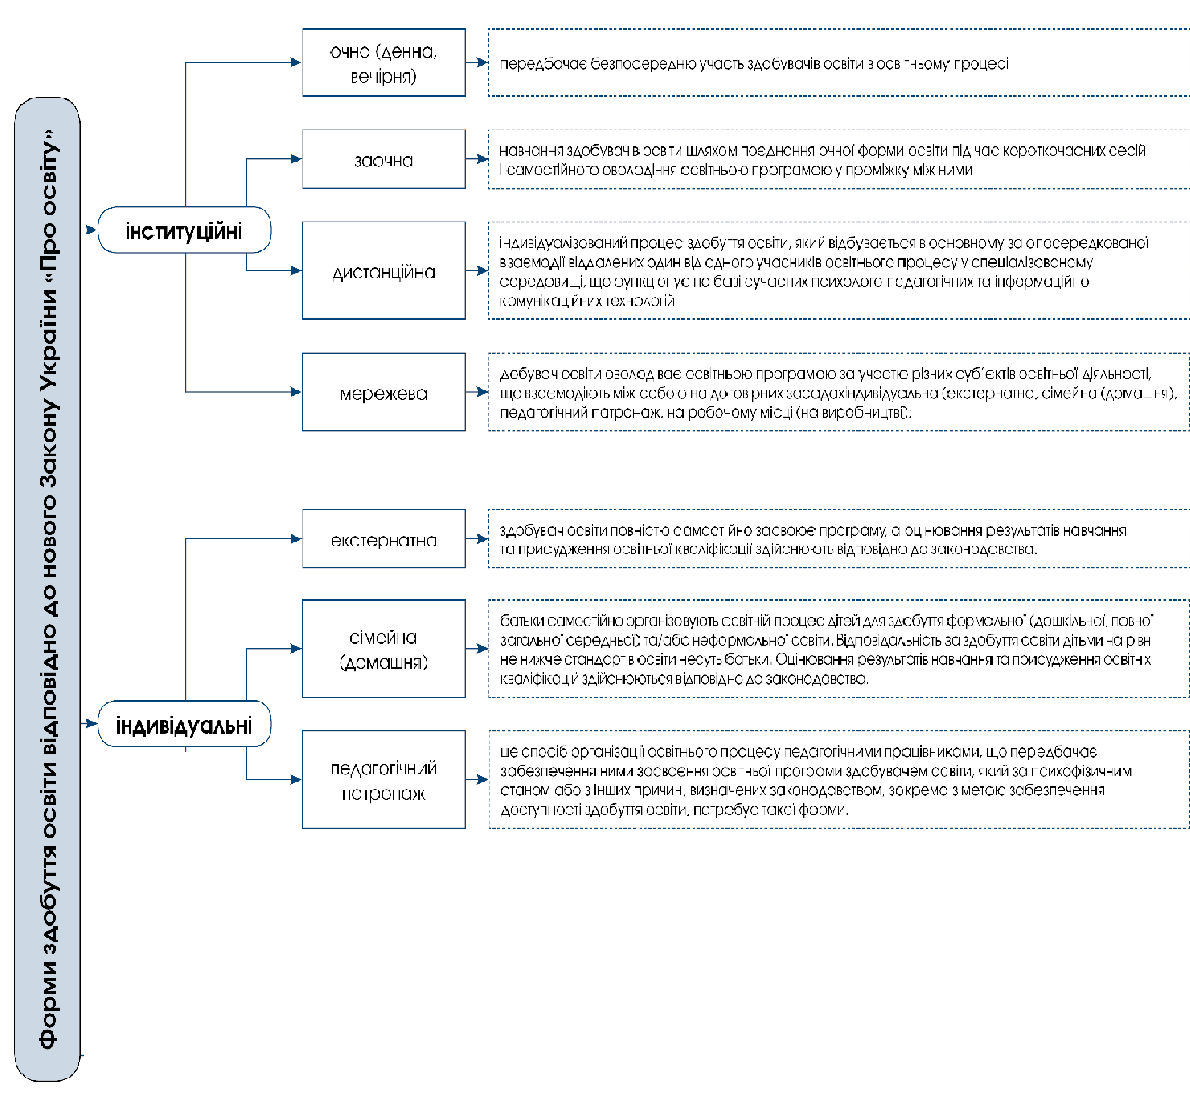 Форми здобуття освіти відповідно до нового Закону України «Про освіту»
інституційні
очна (денна,
вечірня)
передбачає безпосередню участь здобувачів освіти в освітньому процесі
заочна
навчання здобувачів освіти шляхом поєднання очної форми освіти під час короткочасних сесій
і самостійного оволодіння освітньою програмою у проміжку між ними
дистанційна
індивідуалізований процес здобуття освіти, який відбувається в основному за опосередкованої
взаємодії віддалених один від одного учасників освітнього процесу у спеціалізованому
середовищі, що функціонує на базі сучасних психолого-педагогічних та інформаційно-
комунікаційних технологій
мережева
здобувач освіти оволодіває освітньою програмою за участю різних суб'єктів освітньої діяльності,
що взаємодіють між собою на договірних засадахіндивідуальна (екстернатна, сімейна (домашня),
педагогічний патронаж, на робочому місці (на виробництві);
індивідуальні
екстернатна
здобувач освіти повністю самостійно засвоює програму, а оцінювання результатів навчання
та присудження освітньої кваліфікації здійснюють відповідно до законодавства.
сімейна
(домашня)
батьки самостійно організовують освітній процес дітей для здобуття формальної (дошкільної, повної
загальної середньої) та/або неформальної освіти. Відповідальність за здобуття освіти дітьми на рівні
не нижче стандартів освіти несуть батьки. Оцінювання результатів навчання та присудження освітніх
кваліфікацій здійснюються відповідно до законодавства.
педагогічний
патронаж
це спосіб організації освітнього процесу педагогічними працівниками, що передбачає
забезпечення ними засвоєння освітньої програми здобувачем освіти, який за психофізичним
станом або з інших причин, визначених законодавством, зокрема з метою забезпечення
доступності здобуття освіти, потребує такої форми.